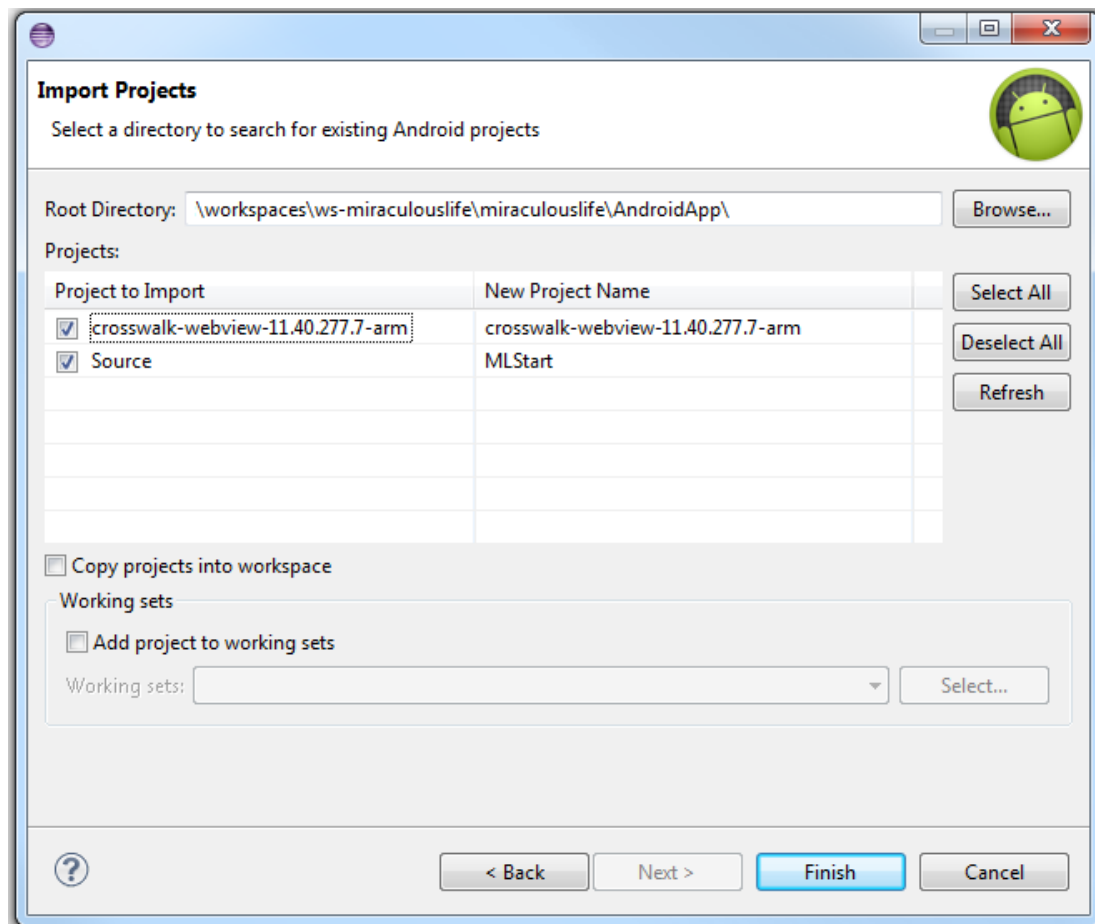 Import Projects
Select a directory to search for existing Android projects
Root Directory: \workspaces\ws-miraculouslife\miraculouslife\AndroidApp\ Browse...
Projects:
Project to Import New Project Name Select All
crosswalk-webview-11.40.277.7-arm crosswalk-webview-11.40.277.7-arm
Deselect All
Source MLStart
Refresh
Copy projects into workspace
Working sets
Add project to working sets
Working sets: Select...
? < Back Next > Finish Cancel